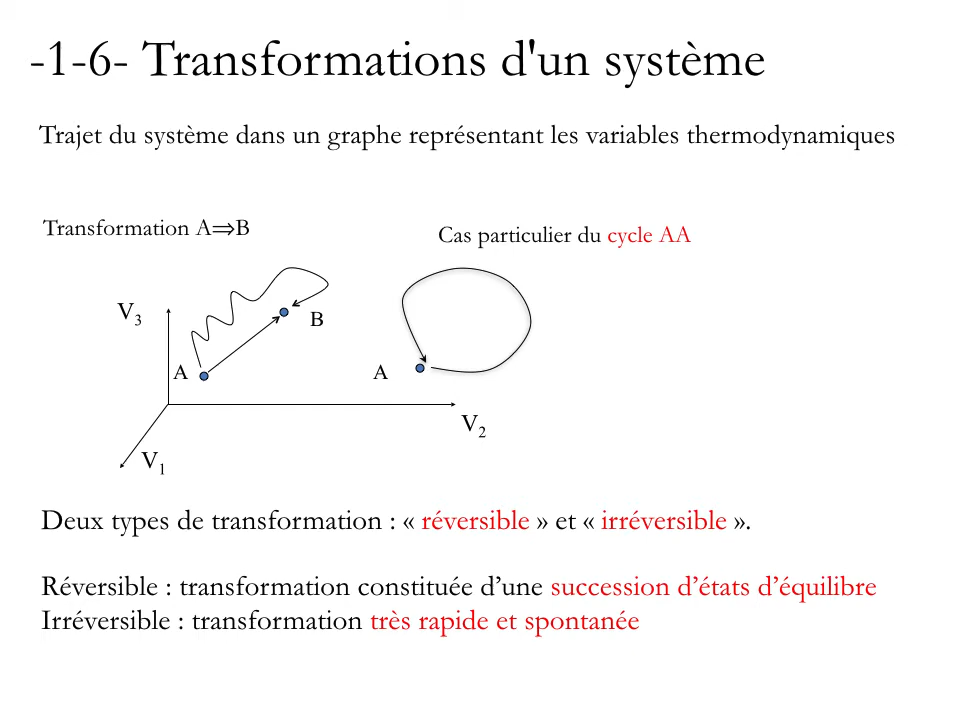 -1-6- Transformations d'un système
Trajet du système dans un graphe représentant les variables thermodynamiques
Transformation A⇒B
Cas particulier du cycle AA
V3
B
A
A
V2
V1
Deux types de transformation : « réversible » et « irréversible ».
Réversible : transformation constituée d’une succession d’états d’équilibre
Irréversible : transformation très rapide et spontanée